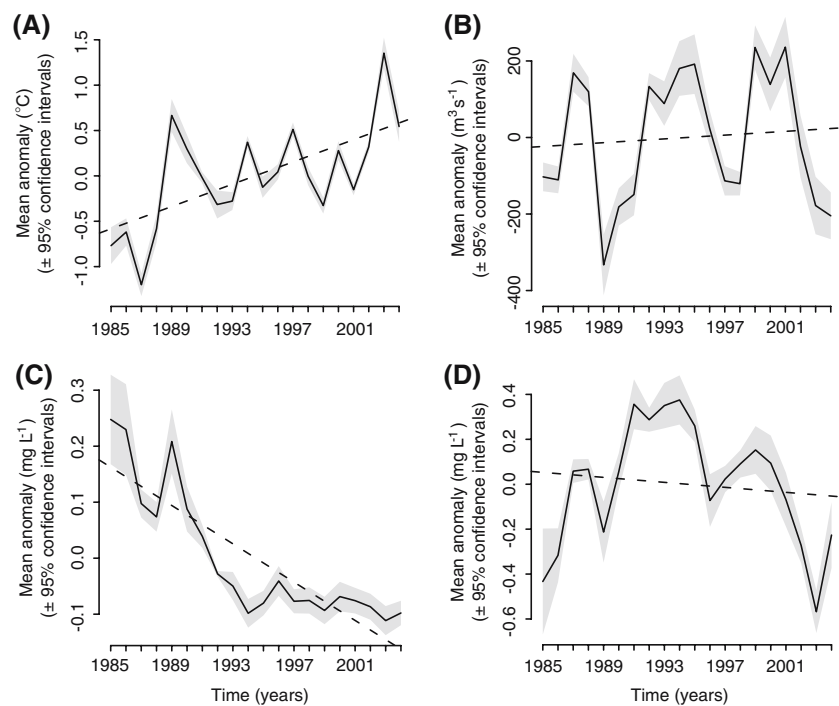 (A)
Mean anomaly (°C)
(± 95% confidence intervals)
1.5
1.0
0.5
0.0
-0.5
-1.0
1985 1989 1993 1997 2001
(B)
Mean anomaly (m³ s⁻¹)
(± 95% confidence intervals)
200
0
-200
-400
1985 1989 1993 1997 2001
(C)
Mean anomaly (mg L⁻¹)
(± 95% confidence intervals)
0.3
0.2
0.1
0.0
-0.1
1985 1989 1993 1997 2001
Time (years)
(D)
Mean anomaly (mg L⁻¹)
(± 95% confidence intervals)
0.4
0.2
0.0
-0.2
-0.4
-0.6
1985 1989 1993 1997 2001
Time (years)